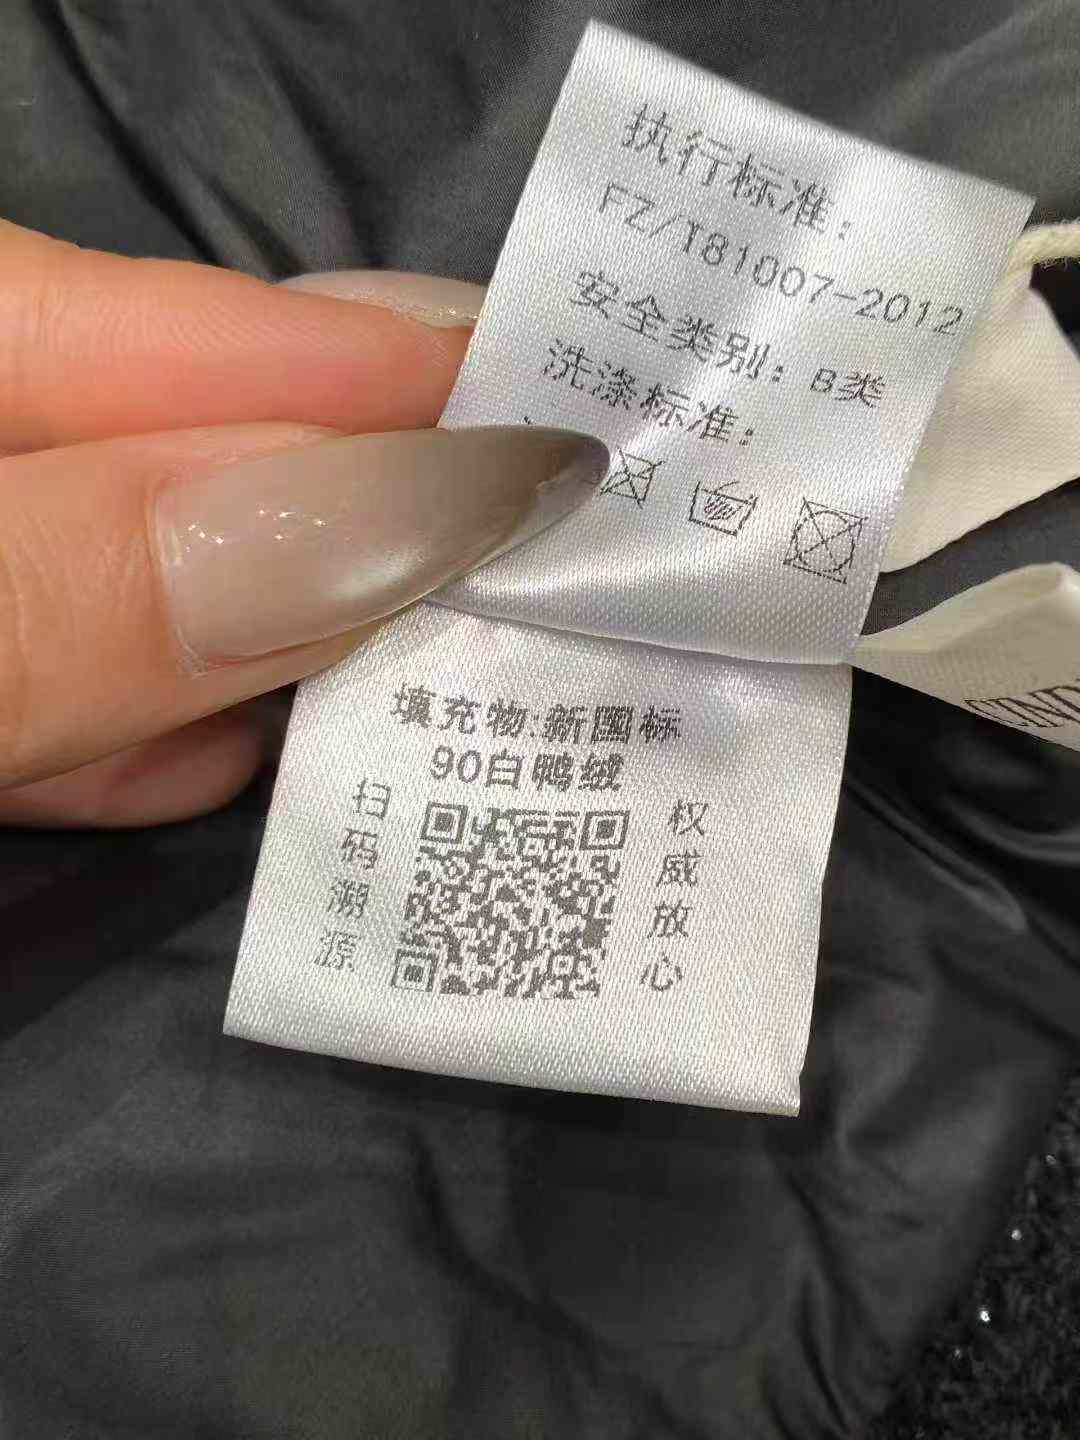 执行标准：
FZ/T81007-2012
安全类别：B类
洗涤标准：
填充物:新国标
90白鸭绒
扫码溯源
权威放心